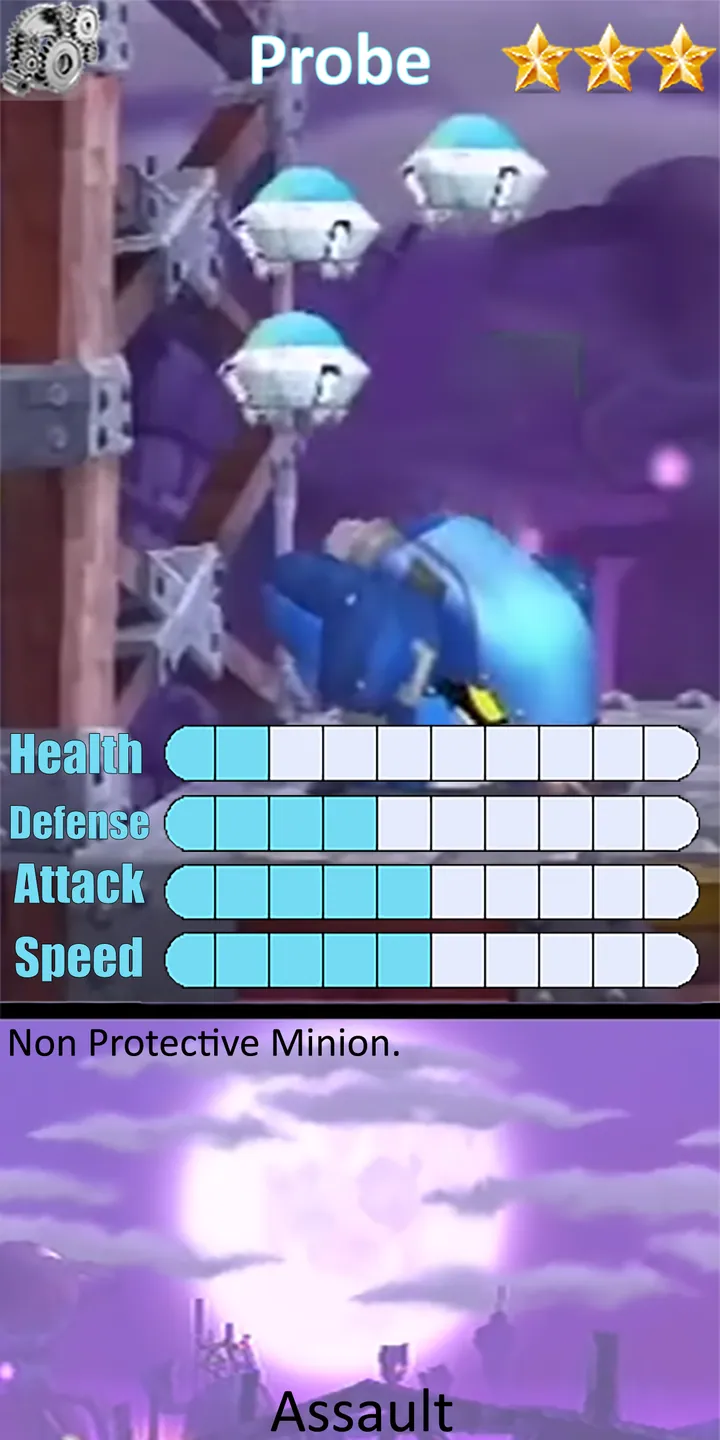 Probe
Health
Defense
Attack
Speed
Non Protective Minion.
Assault